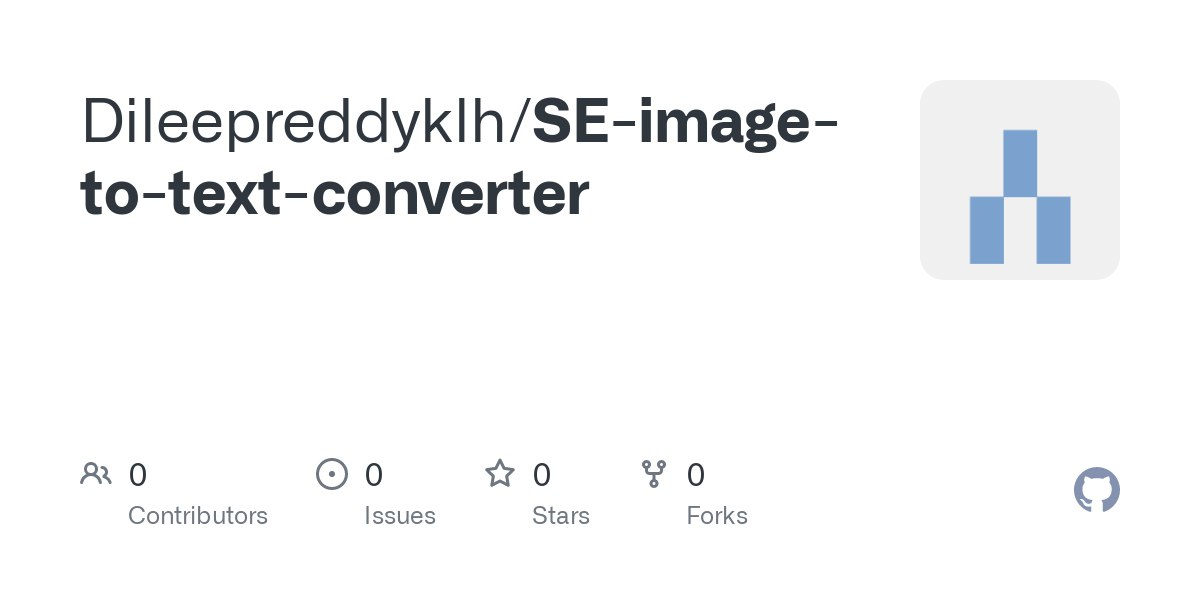 Dileepreddyklh/SE-image-
to-text-converter
0 0 0 0
Contributors Issues Stars Forks